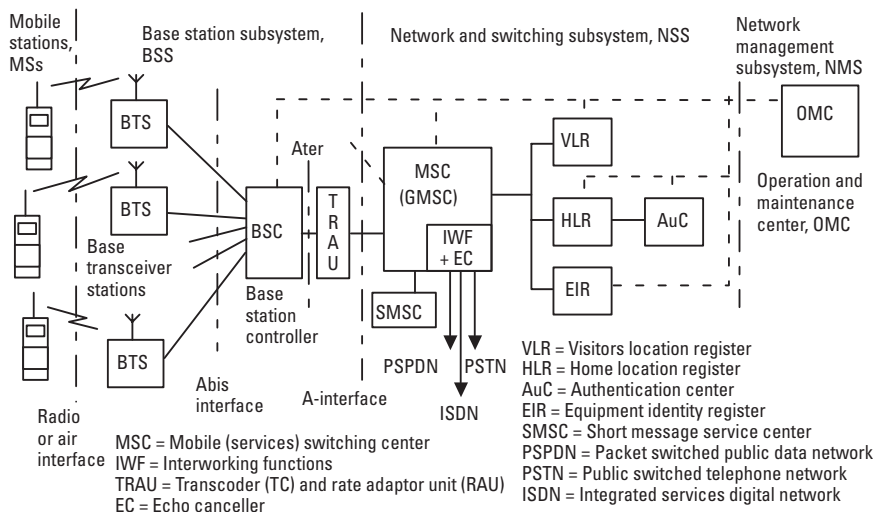 Mobile
stations,
MSs
Base station subsystem,
BSS
Network and switching subsystem, NSS
Network
management
subsystem, NMS
BTS
BTS
BTS
Base
transceiver
stations
BSC
Base
station
controller
Ater
T
R
A
U
MSC
(GMSC)
IWF
+ EC
SMSC
VLR
HLR
AuC
EIR
OMC
Operation and
maintenance
center, OMC
PSPDN
PSTN
ISDN
Radio
or air
interface
Abis
interface
A-interface
MSC = Mobile (services) switching center
IWF = Interworking functions
TRAU = Transcoder (TC) and rate adaptor unit (RAU)
EC = Echo canceller
VLR = Visitors location register
HLR = Home location register
AuC = Authentication center
EIR = Equipment identity register
SMSC = Short message service center
PSPDN = Packet switched public data network
PSTN = Public switched telephone network
ISDN = Integrated services digital network